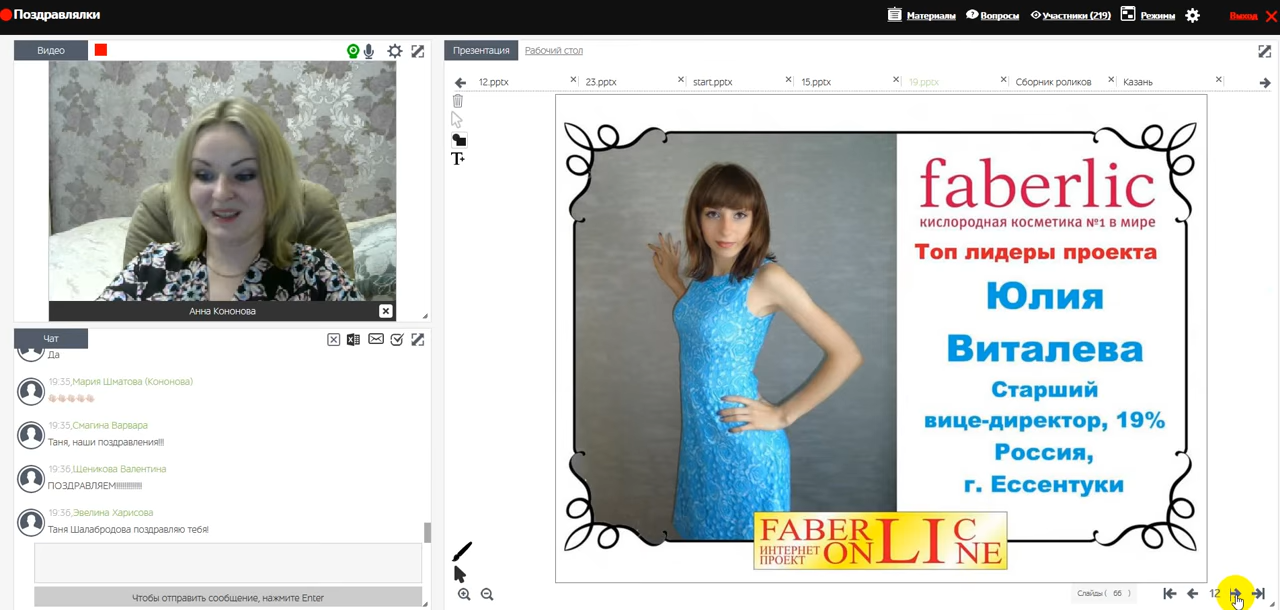 Поздравлялки
Материалы
Вопросы
Участники (219)
Режимы
Выход
Видео
Презентация
Рабочий стол
12.pptx
23.pptx
start.pptx
15.pptx
19.pptx
Сборник роликов
Казань
Анна Кононова
Чат
Да
19:35,Мария Шматова (Кононова)
19:35,Смагина Варвара
Таня, наши поздравления!!!
19:36,Щеникова Валентина
ПОЗДРАВЛЯЕМ!!!!!!!!!!!!!
19:36,Эвелина Харисова
Таня Шалабродова поздравляю тебя!
Чтобы отправить сообщение, нажмите Enter
faberlic
кислородная косметика №1 в мире
Топ лидеры проекта
Юлия
Виталева
Старший
вице-директор, 19%
Россия,
г. Ессентуки
FABERLIC
ИНТЕРНЕТ
ПРОЕКТ
ONLINE
Слайды ( 66 )
12